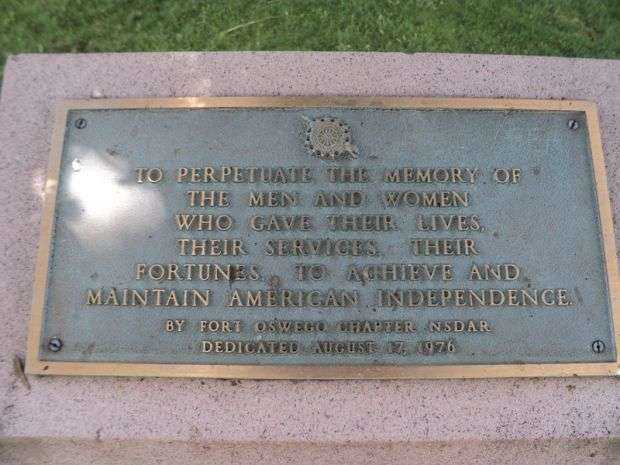 TO PERPETUATE THE MEMORY OF
THE MEN AND WOMEN
WHO GAVE THEIR LIVES,
THEIR SERVICES, THEIR
FORTUNES, TO ACHIEVE AND
MAINTAIN AMERICAN INDEPENDENCE.
BY FORT OSWEGO CHAPTER NSDAR
DEDICATED AUGUST 17, 1976